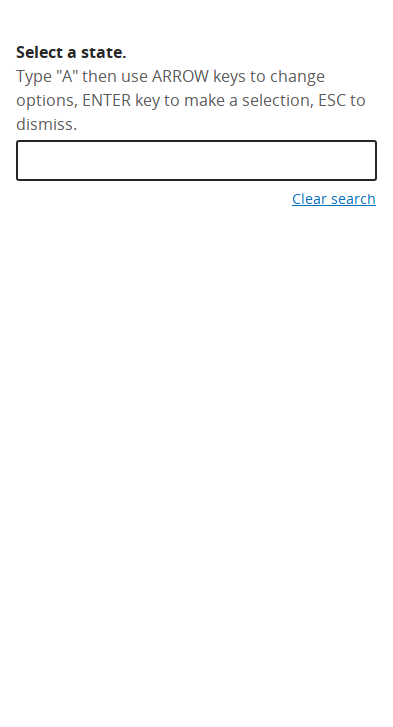 Select a state.
Type "A" then use ARROW keys to change
options, ENTER key to make a selection, ESC to
dismiss.
Clear search